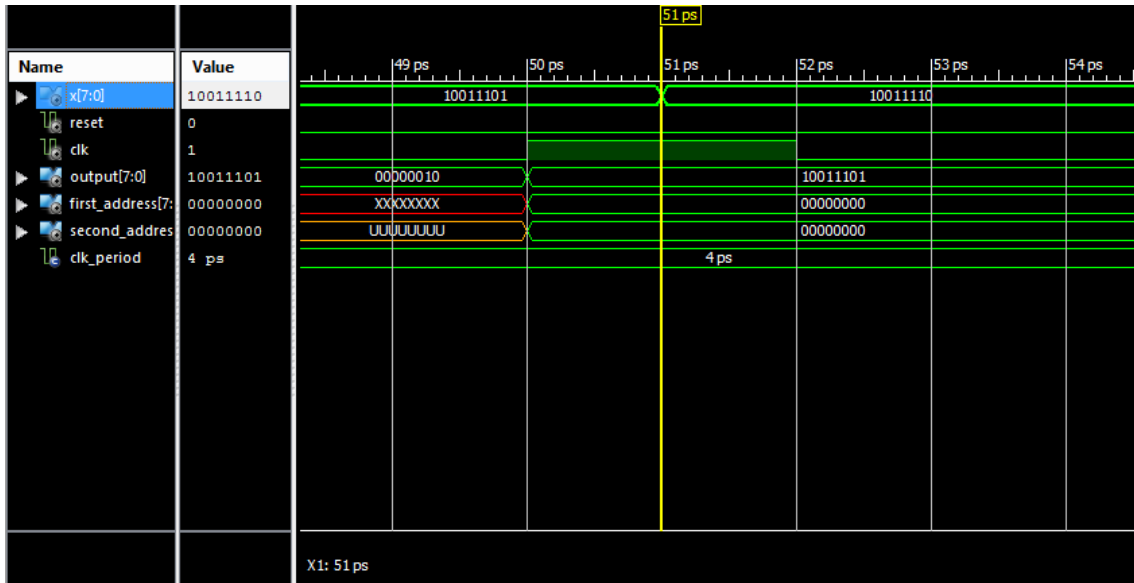 51 ps
Name Value
49 ps 50 ps 51 ps 52 ps 53 ps 54 ps
x[7:0] 10011110 10011101 10011110
reset 0
clk 1
output[7:0] 10011101 00000010 10011101
first_address[7: 00000000 XXXXXXXX 00000000
second_addres 00000000 UUUUUUUU 00000000
clk_period 4 ps 4 ps
X1: 51 ps